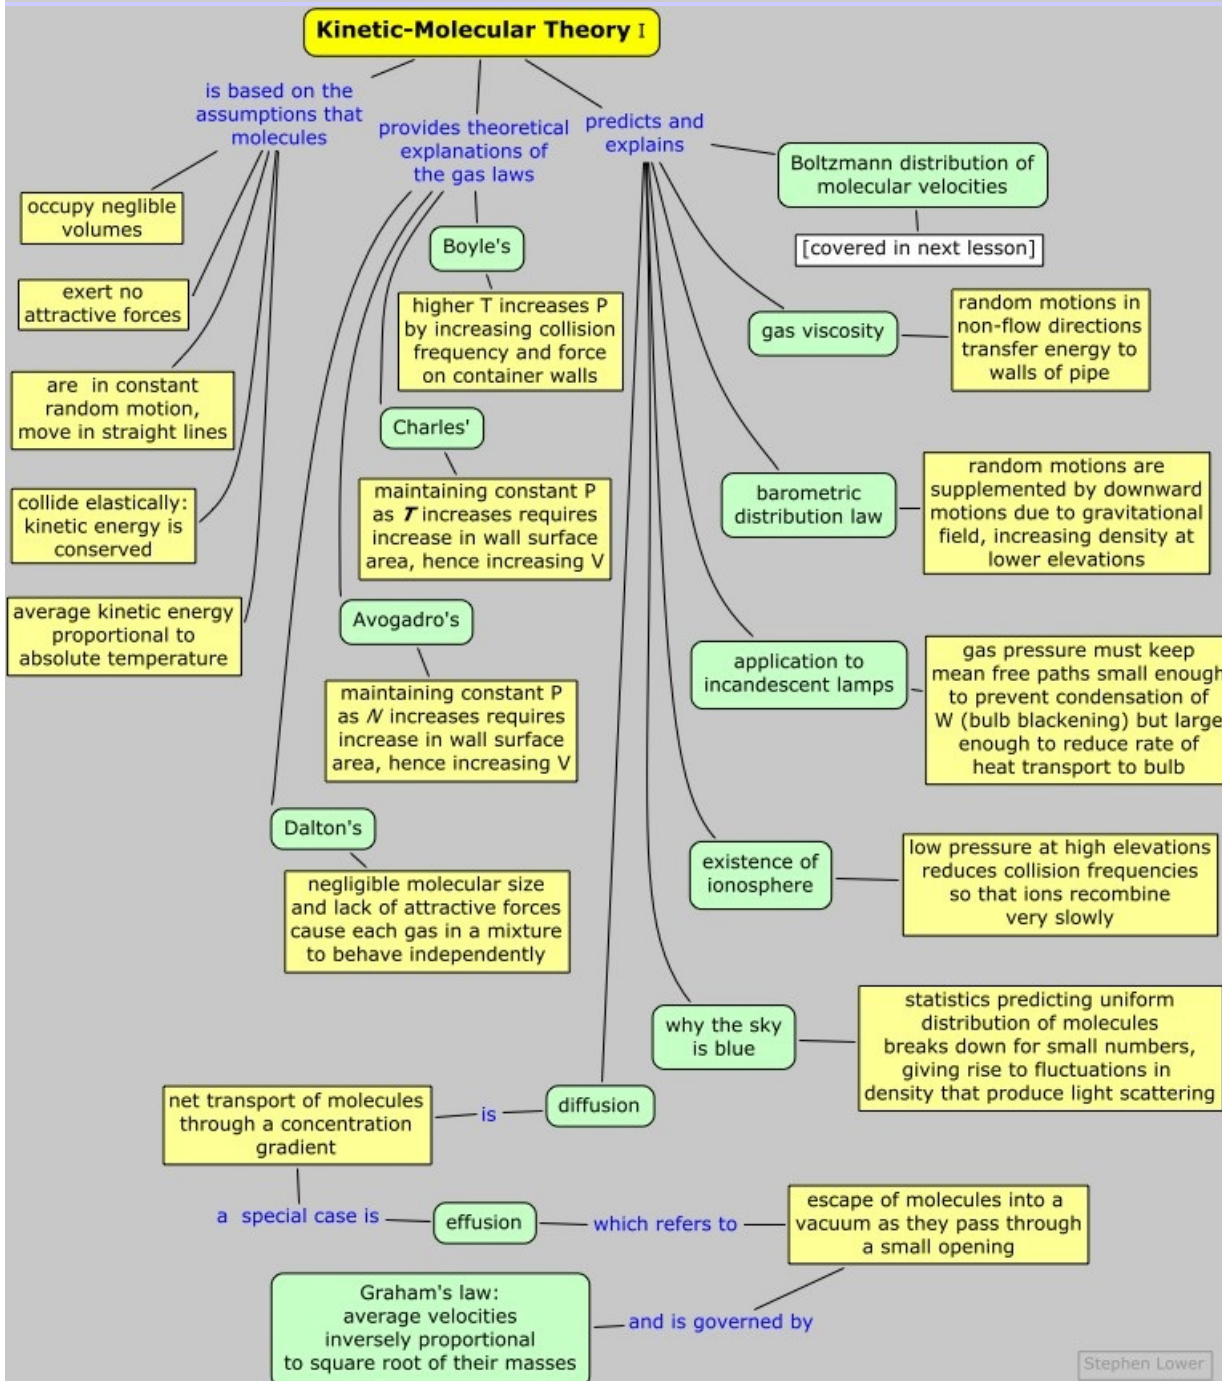 Kinetic-Molecular Theory I
is based on the
assumptions that
molecules
occupy neglible
volumes
exert no
attractive forces
are in constant
random motion,
move in straight lines
collide elastically:
kinetic energy is
conserved
average kinetic energy
proportional to
absolute temperature
provides theoretical
explanations of
the gas laws
Boyle's
higher T increases P
by increasing collision
frequency and force
on container walls
Charles'
maintaining constant P
as T increases requires
increase in wall surface
area, hence increasing V
Avogadro's
maintaining constant P
as N increases requires
increase in wall surface
area, hence increasing V
Dalton's
negligible molecular size
and lack of attractive forces
cause each gas in a mixture
to behave independently
predicts and
explains
Boltzmann distribution of
molecular velocities
[covered in next lesson]
gas viscosity
random motions in
non-flow directions
transfer energy to
walls of pipe
barometric
distribution law
random motions are
supplemented by downward
motions due to gravitational
field, increasing density at
lower elevations
application to
incandescent lamps
gas pressure must keep
mean free paths small enough
to prevent condensation of
W (bulb blackening) but large
enough to reduce rate of
heat transport to bulb
existence of
ionosphere
low pressure at high elevations
reduces collision frequencies
so that ions recombine
very slowly
why the sky
is blue
statistics predicting uniform
distribution of molecules
breaks down for small numbers,
giving rise to fluctuations in
density that produce light scattering
diffusion
is
net transport of molecules
through a concentration
gradient
a special case is
effusion
which refers to
escape of molecules into a
vacuum as they pass through
a small opening
and is governed by
Graham's law:
average velocities
inversely proportional
to square root of their masses
Stephen Lower